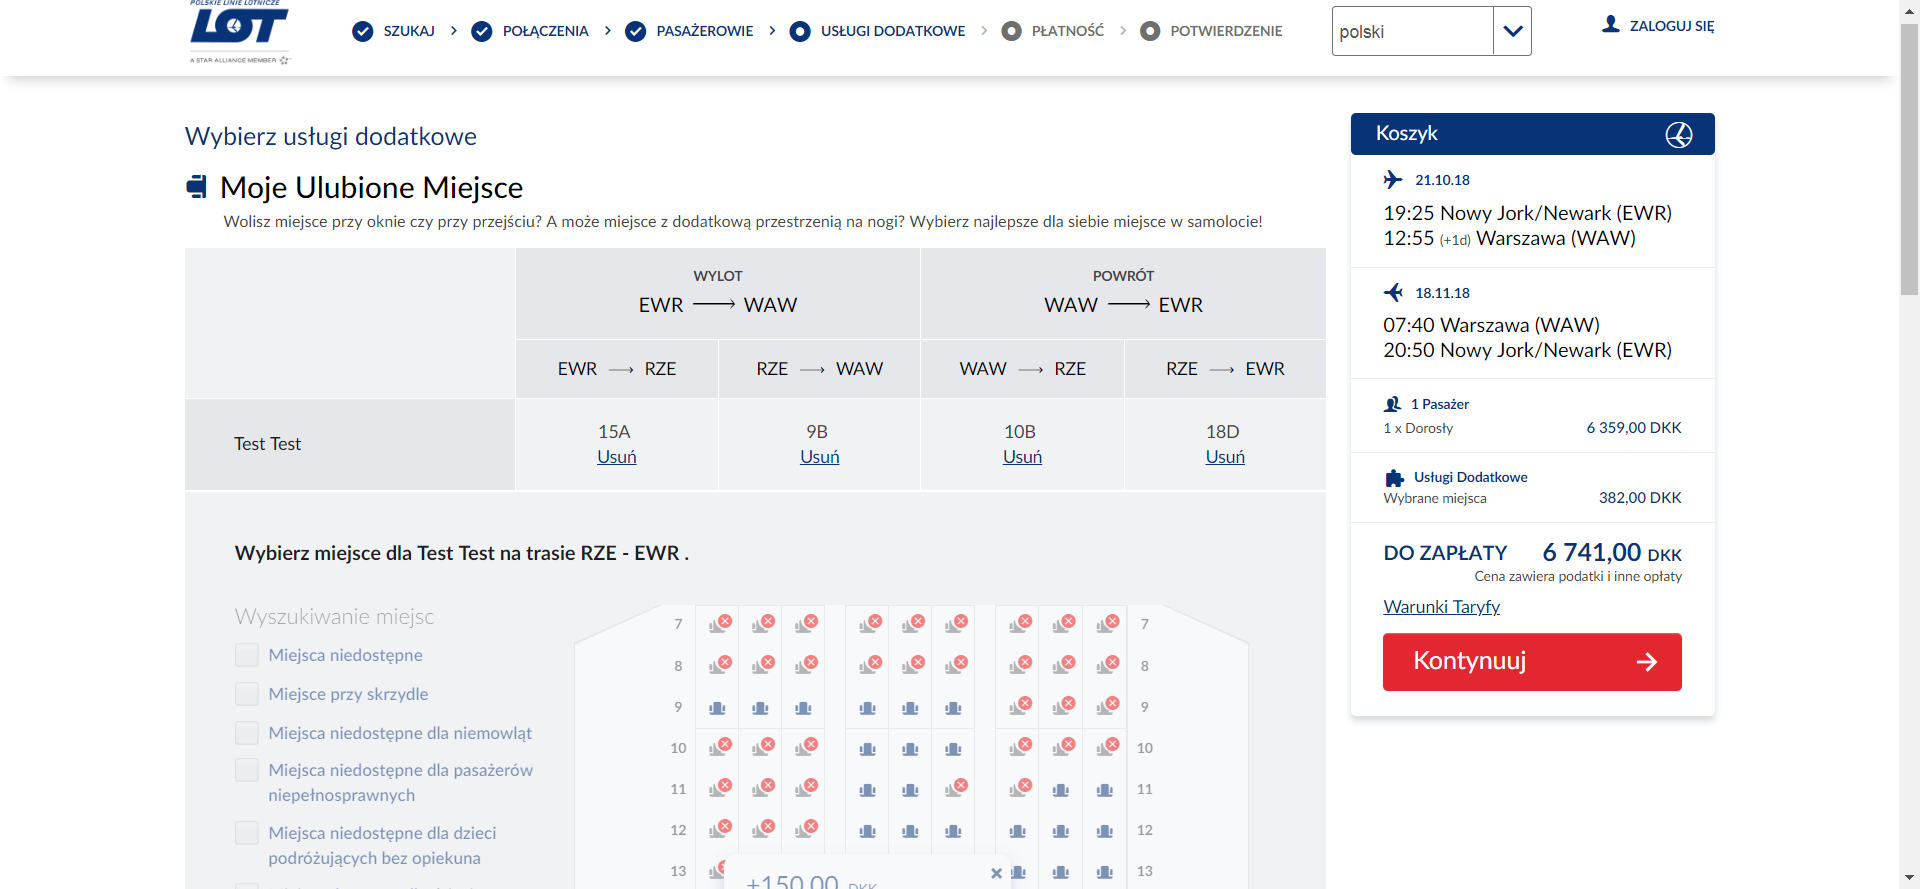 POLSKIE LINIE LOTNICZE
LOT
A STAR ALLIANCE MEMBER
SZUKAJ
POŁĄCZENIA
PASAŻEROWIE
USŁUGI DODATKOWE
PŁATNOŚĆ
POTWIERDZENIE
polski
ZALOGUJ SIĘ
Wybierz usługi dodatkowe
Moje Ulubione Miejsce
Wolisz miejsce przy oknie czy przy przejściu? A może miejsce z dodatkową przestrzenią na nogi? Wybierz najlepsze dla siebie miejsce w samolocie!
WYLOT
EWR → WAW
POWRÓT
WAW → EWR
EWR → RZE
RZE → WAW
WAW → RZE
RZE → EWR
Test Test
15A
Usuń
9B
Usuń
10B
Usuń
18D
Usuń
Wybierz miejsce dla Test Test na trasie RZE - EWR .
Wyszukiwanie miejsc
Miejsca niedostępne
Miejsce przy skrzydle
Miejsca niedostępne dla niemowląt
Miejsca niedostępne dla pasażerów
niepełnosprawnych
Miejsca niedostępne dla dzieci
podróżujących bez opiekuna
7 7
8 8
9 9
10 10
11 11
12 12
13 13
+150,00 DKK
Koszyk
21.10.18
19:25 Nowy Jork/Newark (EWR)
12:55 (+1d) Warszawa (WAW)
18.11.18
07:40 Warszawa (WAW)
20:50 Nowy Jork/Newark (EWR)
1 Pasażer
1 x Dorosły 6 359,00 DKK
Usługi Dodatkowe
Wybrane miejsca 382,00 DKK
DO ZAPŁATY 6 741,00 DKK
Cena zawiera podatki i inne opłaty
Warunki Taryfy
Kontynuuj